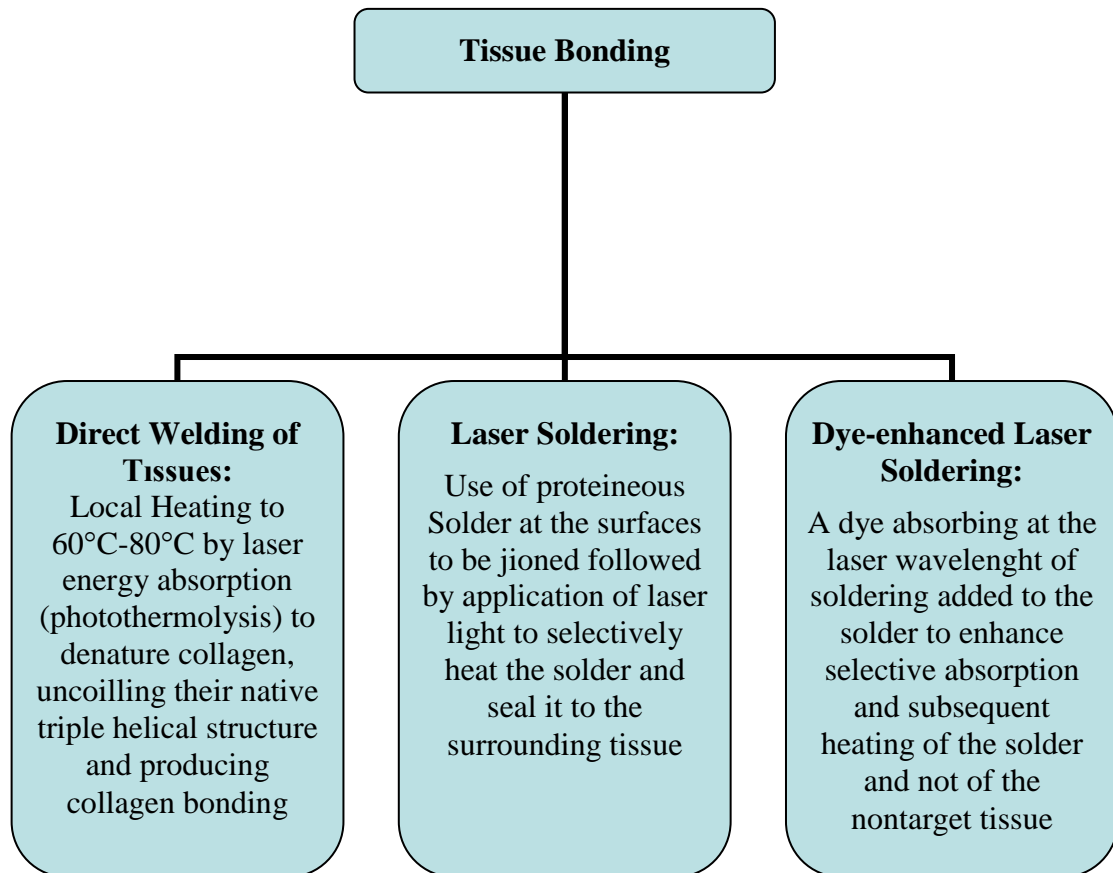 Tissue Bonding
Direct Welding of
Tıssues:
Local Heating to
60°C-80°C by laser
energy absorption
(photothermolysis) to
denature collagen,
uncoilling their native
triple helical structure
and producing
collagen bonding
Laser Soldering:
Use of proteineous
Solder at the surfaces
to be jioned followed
by application of laser
light to selectively
heat the solder and
seal it to the
surrounding tissue
Dye-enhanced Laser
Soldering:
A dye absorbing at the
laser wavelenght of
soldering added to the
solder to enhance
selective absorption
and subsequent
heating of the solder
and not of the
nontarget tissue